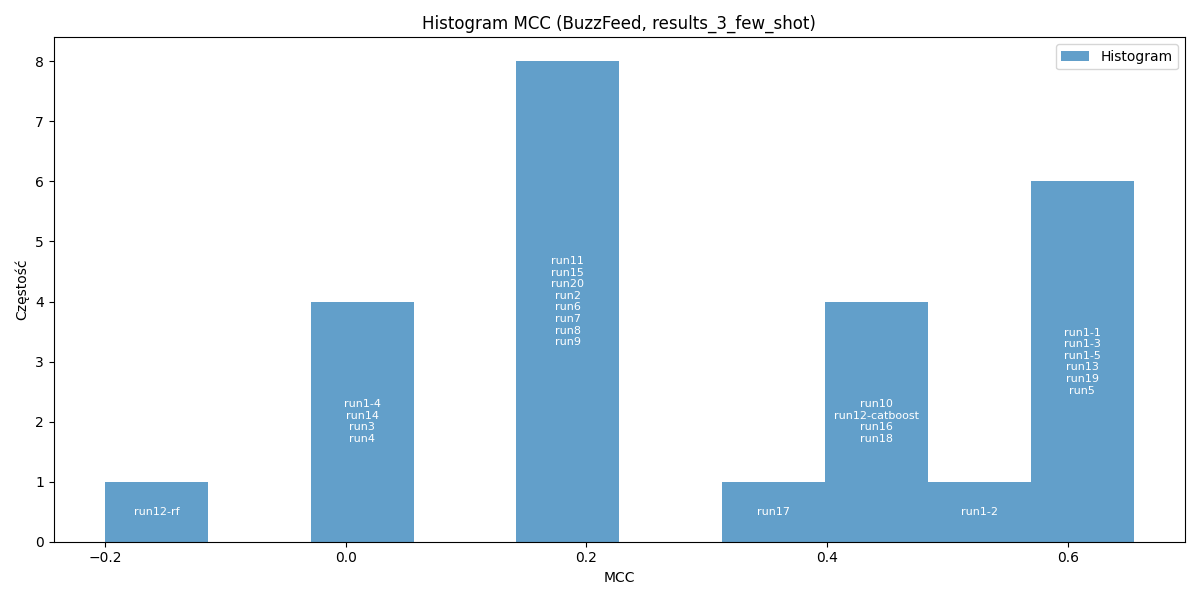 Histogram MCC (BuzzFeed, results_3_few_shot)
Histogram
Częstość
8
7
6
5
4
3
2
1
0
run12-rf
run1-4
run14
run3
run4
run11
run15
run20
run2
run6
run7
run8
run9
run17
run10
run12-catboost
run16
run18
run1-2
run1-1
run1-3
run1-5
run13
run19
run5
−0.2 0.0 0.2 0.4 0.6
MCC